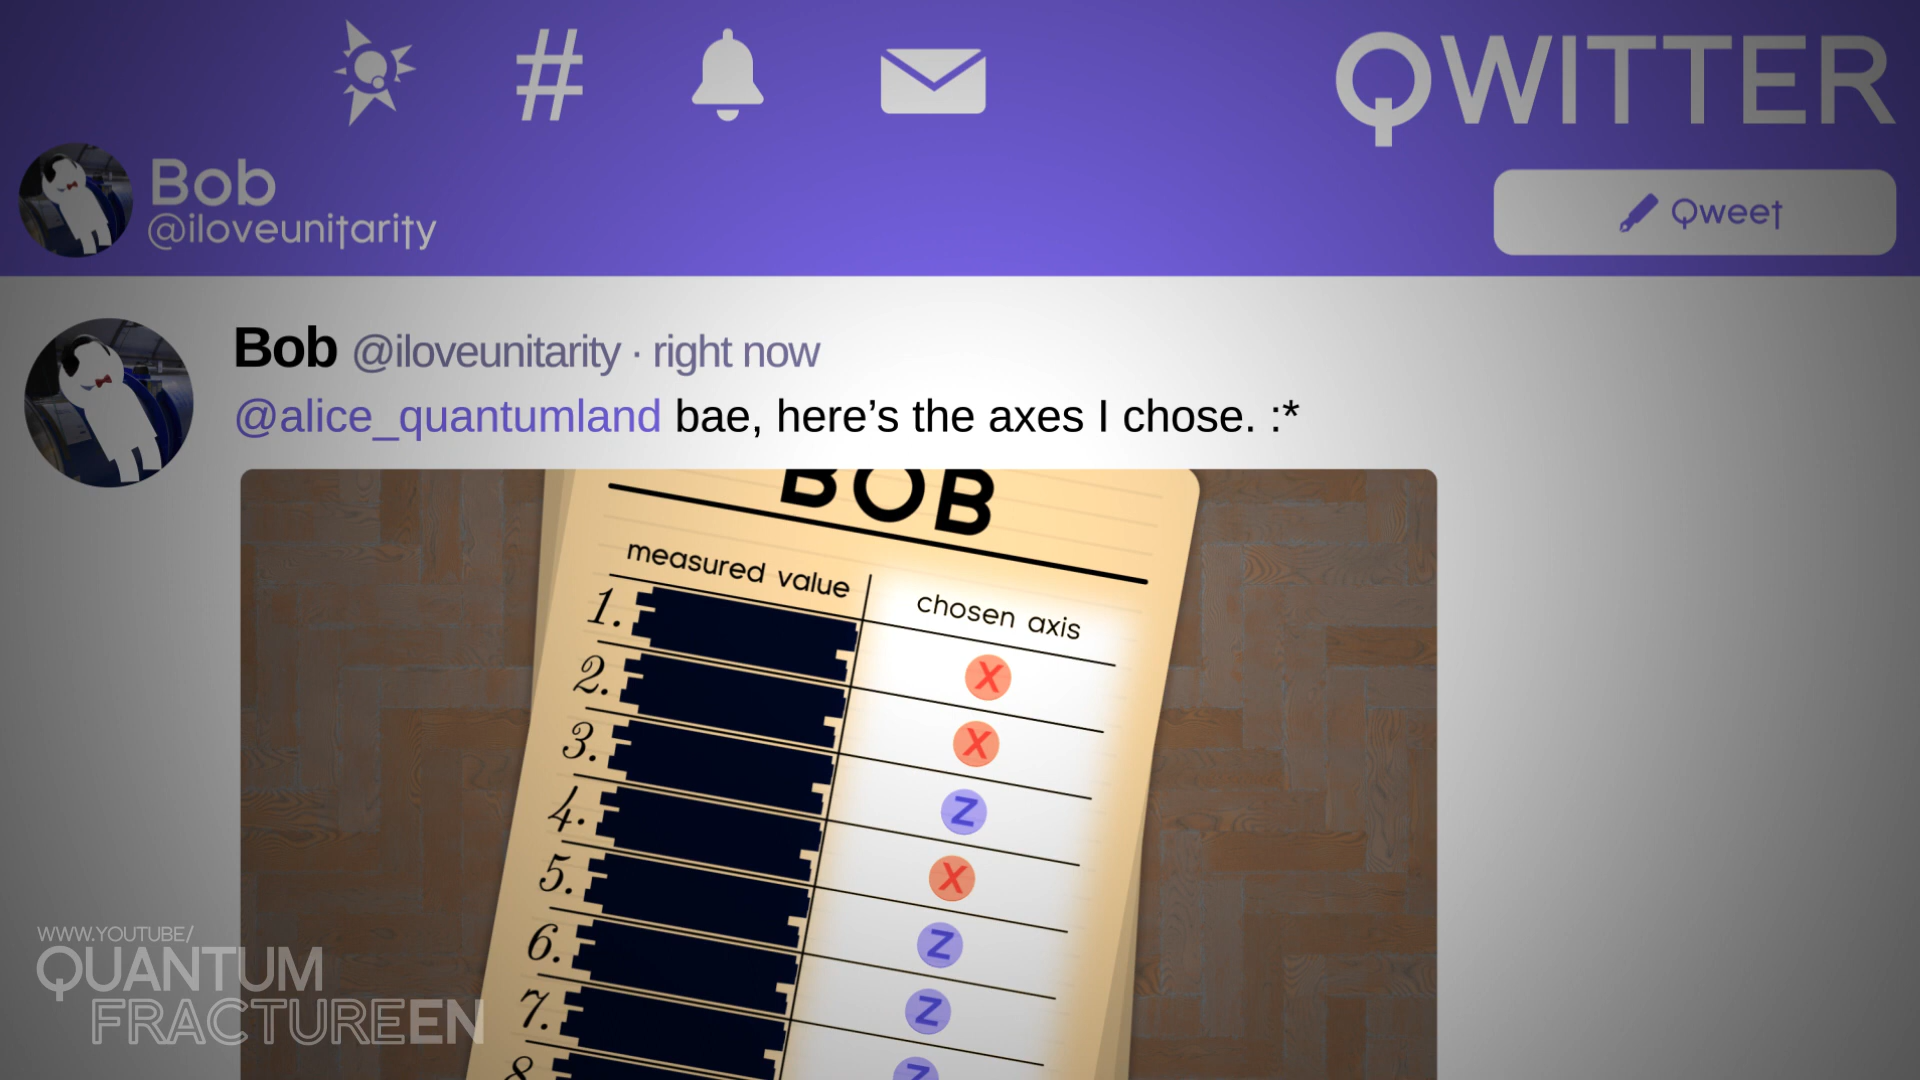 QWITTER
Bob
@iloveunitarity
Qweet
Bob @iloveunitarity · right now
@alice_quantumland bae, here’s the axes I chose. :*
BOB
measured value chosen axis
1. X
2. X
3. Z
4. X
5. Z
6. Z
7. Z
8.
WWW.YOUTUBE/
QUANTUM
FRACTUREEN